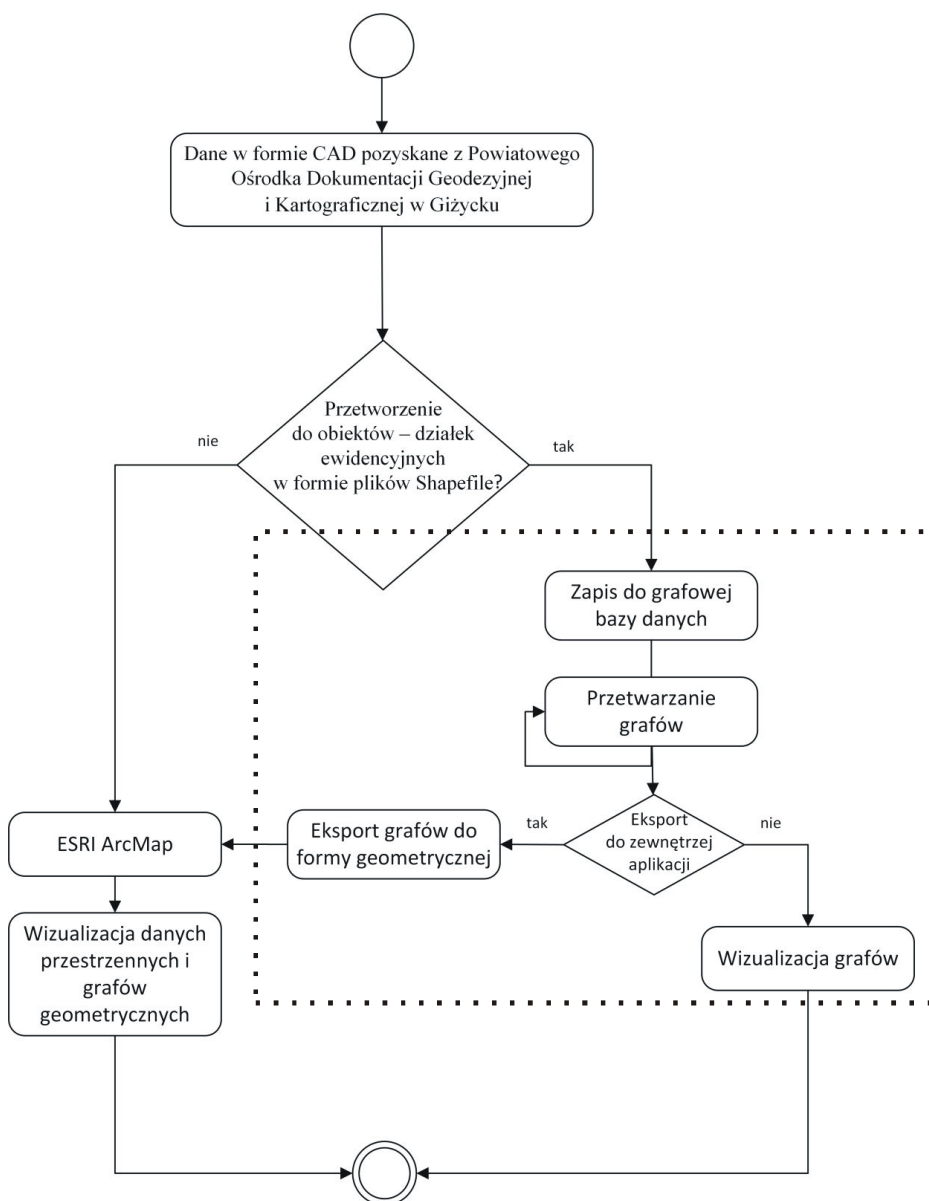 Dane w formie CAD pozyskane z Powiatowego
Ośrodka Dokumentacji Geodezyjnej
i Kartograficznej w Giżycku
Przetworzenie
do obiektów – działek
ewidencyjnych
w formie plików Shapefile?
nie
tak
Zapis do grafowej
bazy danych
Przetwarzanie
grafów
Eksport
do zewnętrzej
aplikacji
tak
nie
Eksport grafów do
formy geometrycznej
ESRI ArcMap
Wizualizacja danych
przestrzennych i
grafów
geometrycznych
Wizualizacja grafów